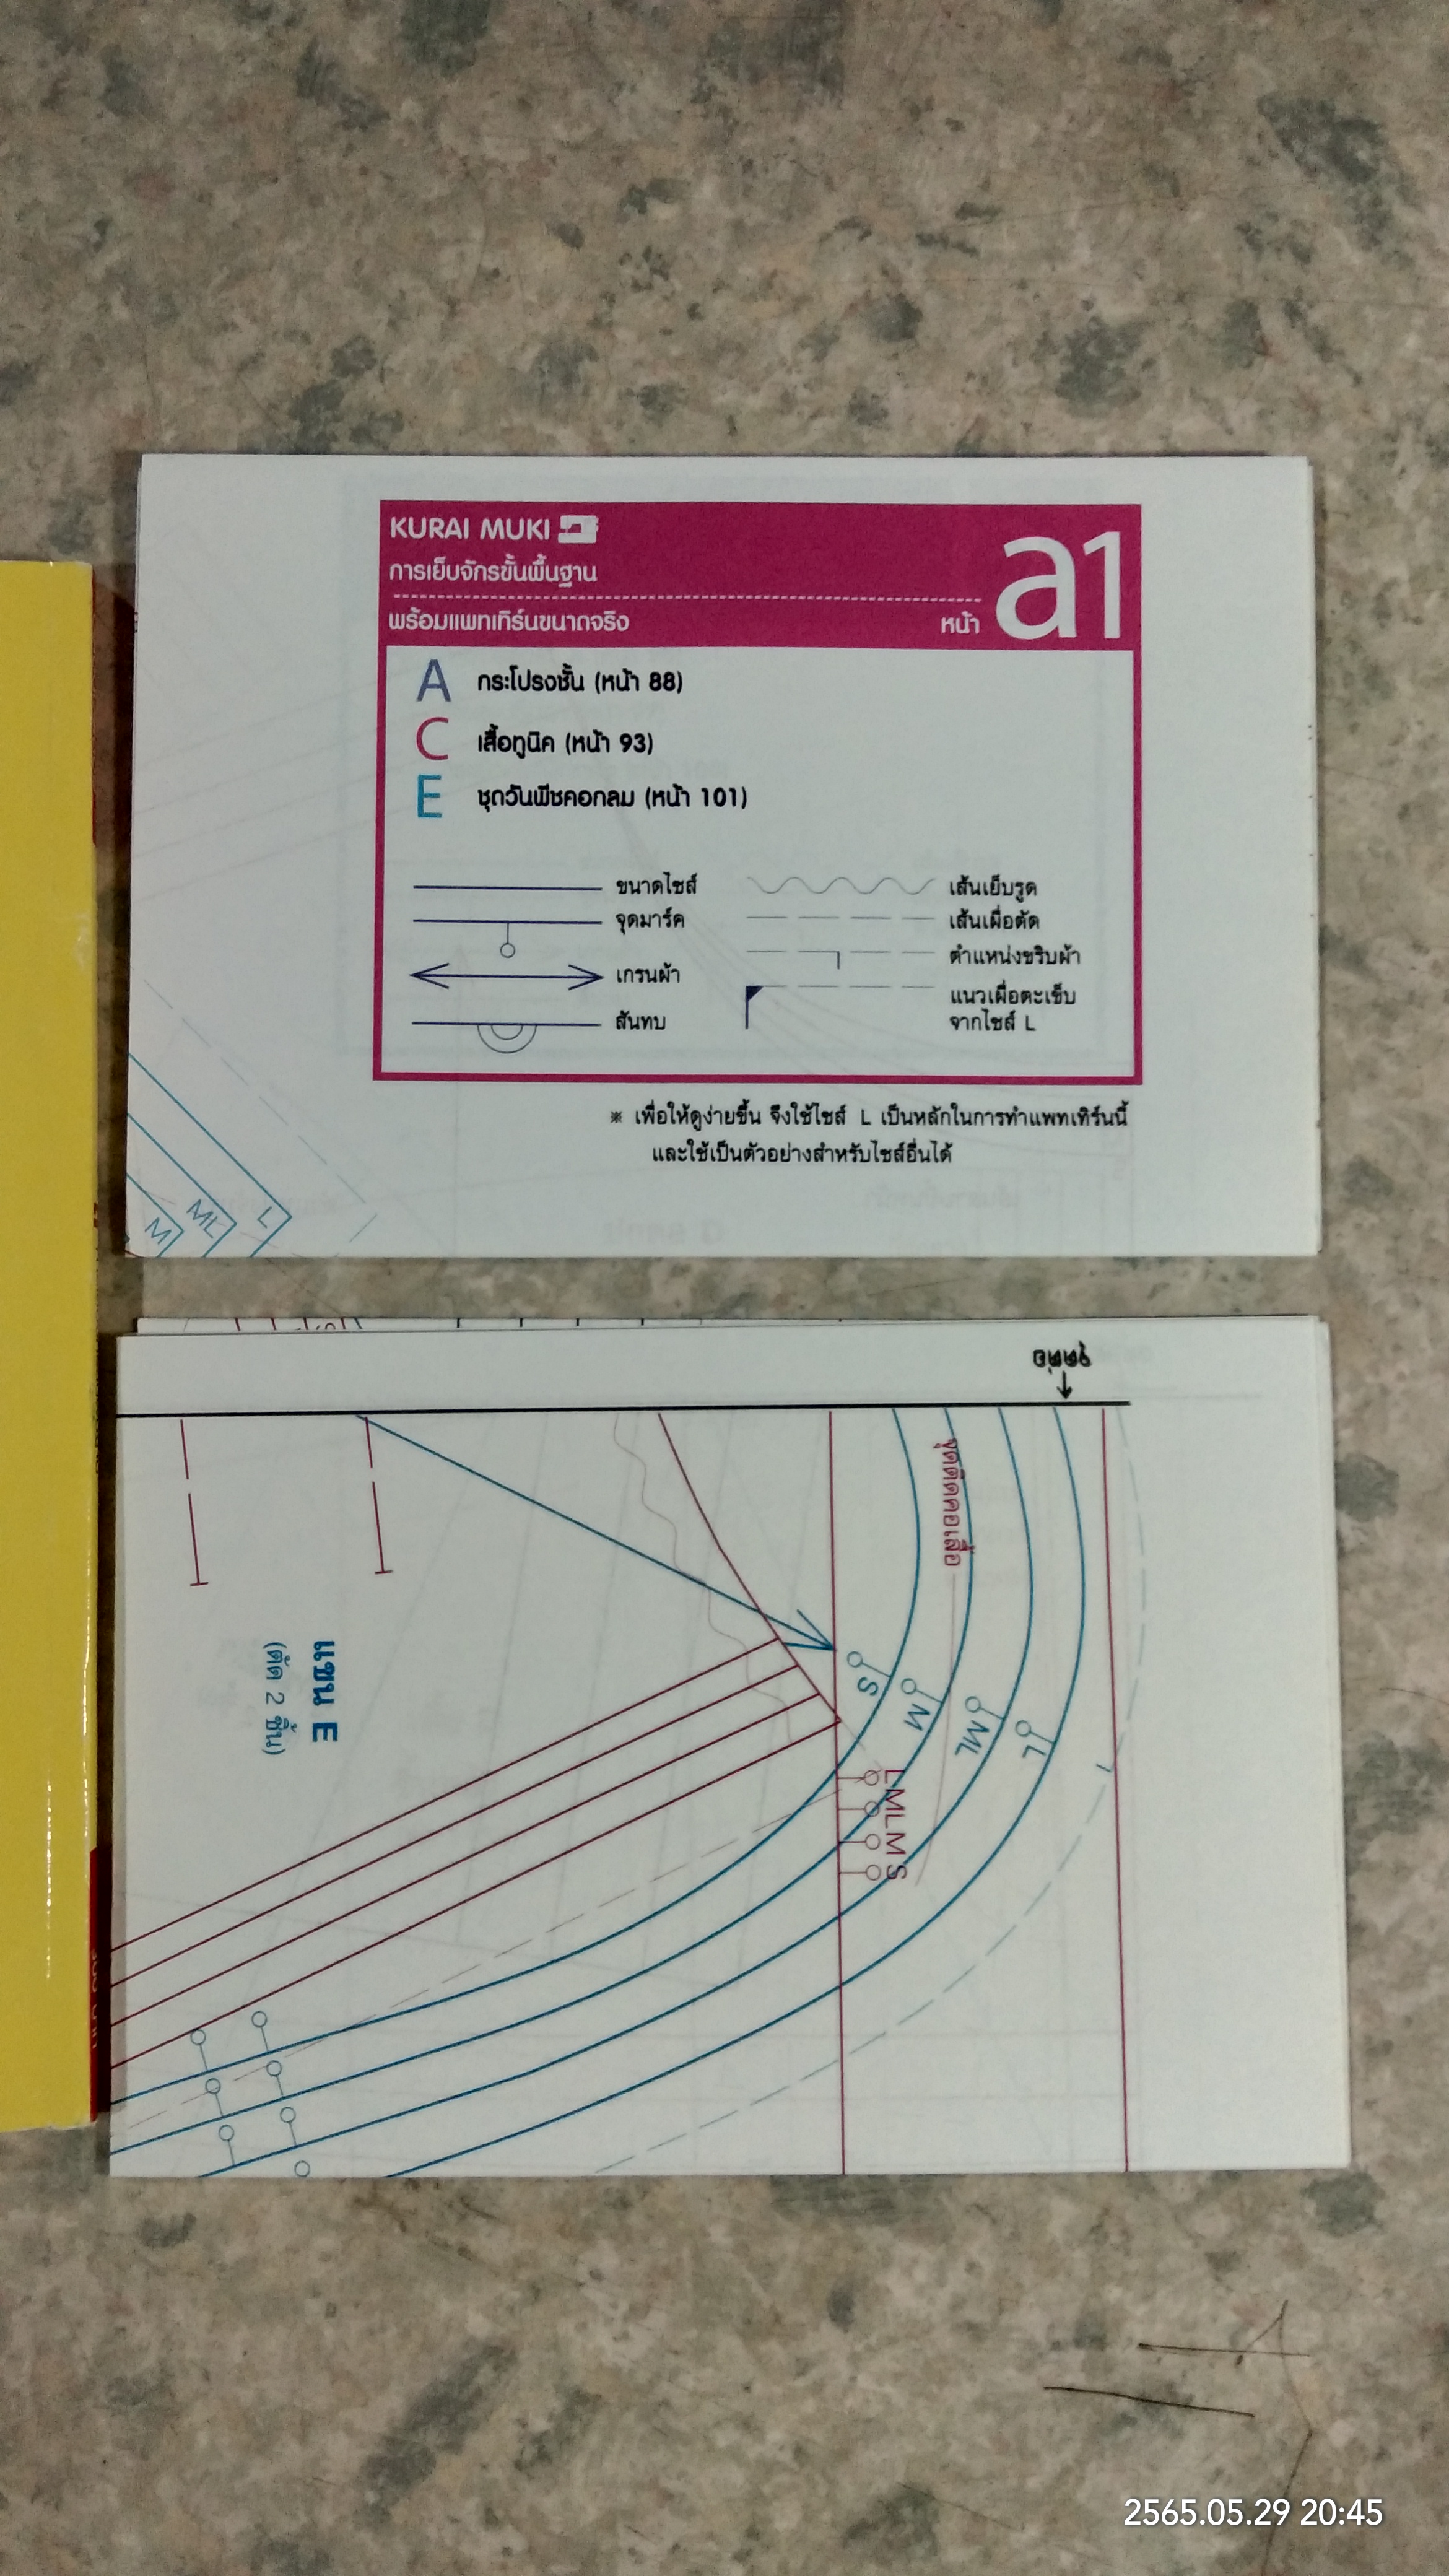 KURAI MUKI
การเย็บจักรขั้นพื้นฐาน
พร้อมแพทเทิร์นขนาดจริง
หน้า a1
A กระโปรงชั้น (หน้า 88)
C เสื้อทูนิค (หน้า 93)
E ชุดวันพีชคอกลม (หน้า 101)
ขนาดไซส์
จุดมาร์ค
เกรนผ้า
สันทบ
เส้นเย็บรูด
เส้นเผื่อตัด
ตำแหน่งขริบผ้า
แนวเผื่อตะเข็บ
จากไซส์ L
※ เพื่อให้ดูง่ายขึ้น จึงใช้ไซส์ L เป็นหลักในการทำแพทเทิร์นนี้
และใช้เป็นตัวอย่างสำหรับไซส์อื่นได้
M ML L
จุดต่อ
จุดติดคอเสื้อ
S M ML L
L ML M S
แขน E
(ตัด 2 ชิ้น)
2565.05.29 20:45